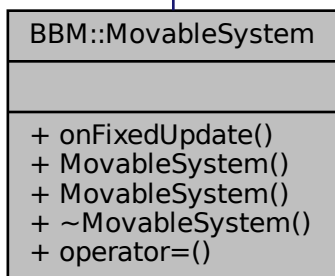 BBM::MovableSystem
+ onFixedUpdate()
+ MovableSystem()
+ MovableSystem()
+ ~MovableSystem()
+ operator=()